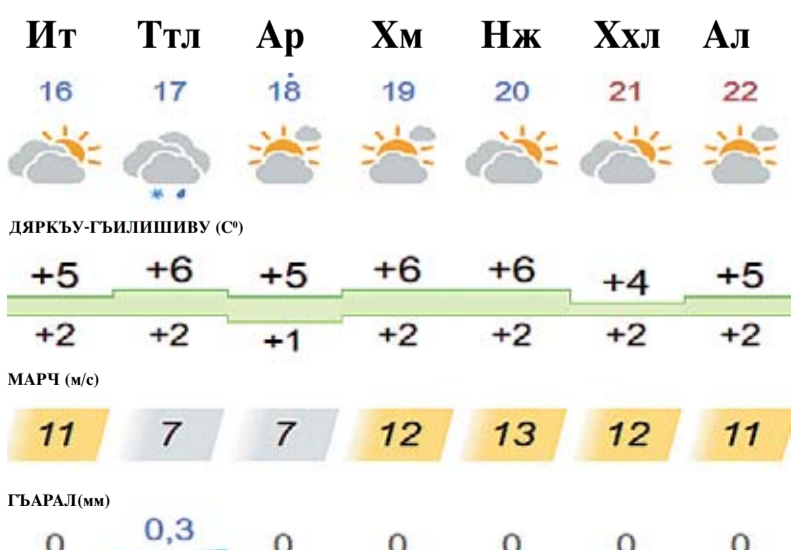 Ит Ттл Ар Хм Нж Ххл Ал
16 17 18 19 20 21 22
ДЯРКЪУ-ГЪИЛИШИВУ (С⁰)
+5 +6 +5 +6 +6 +4 +5
+2 +2 +1 +2 +2 +2 +2
МАРЧ (м/с)
11 7 7 12 13 12 11
ГЪАРАЛ(мм)
0 0,3 0 0 0 0 0